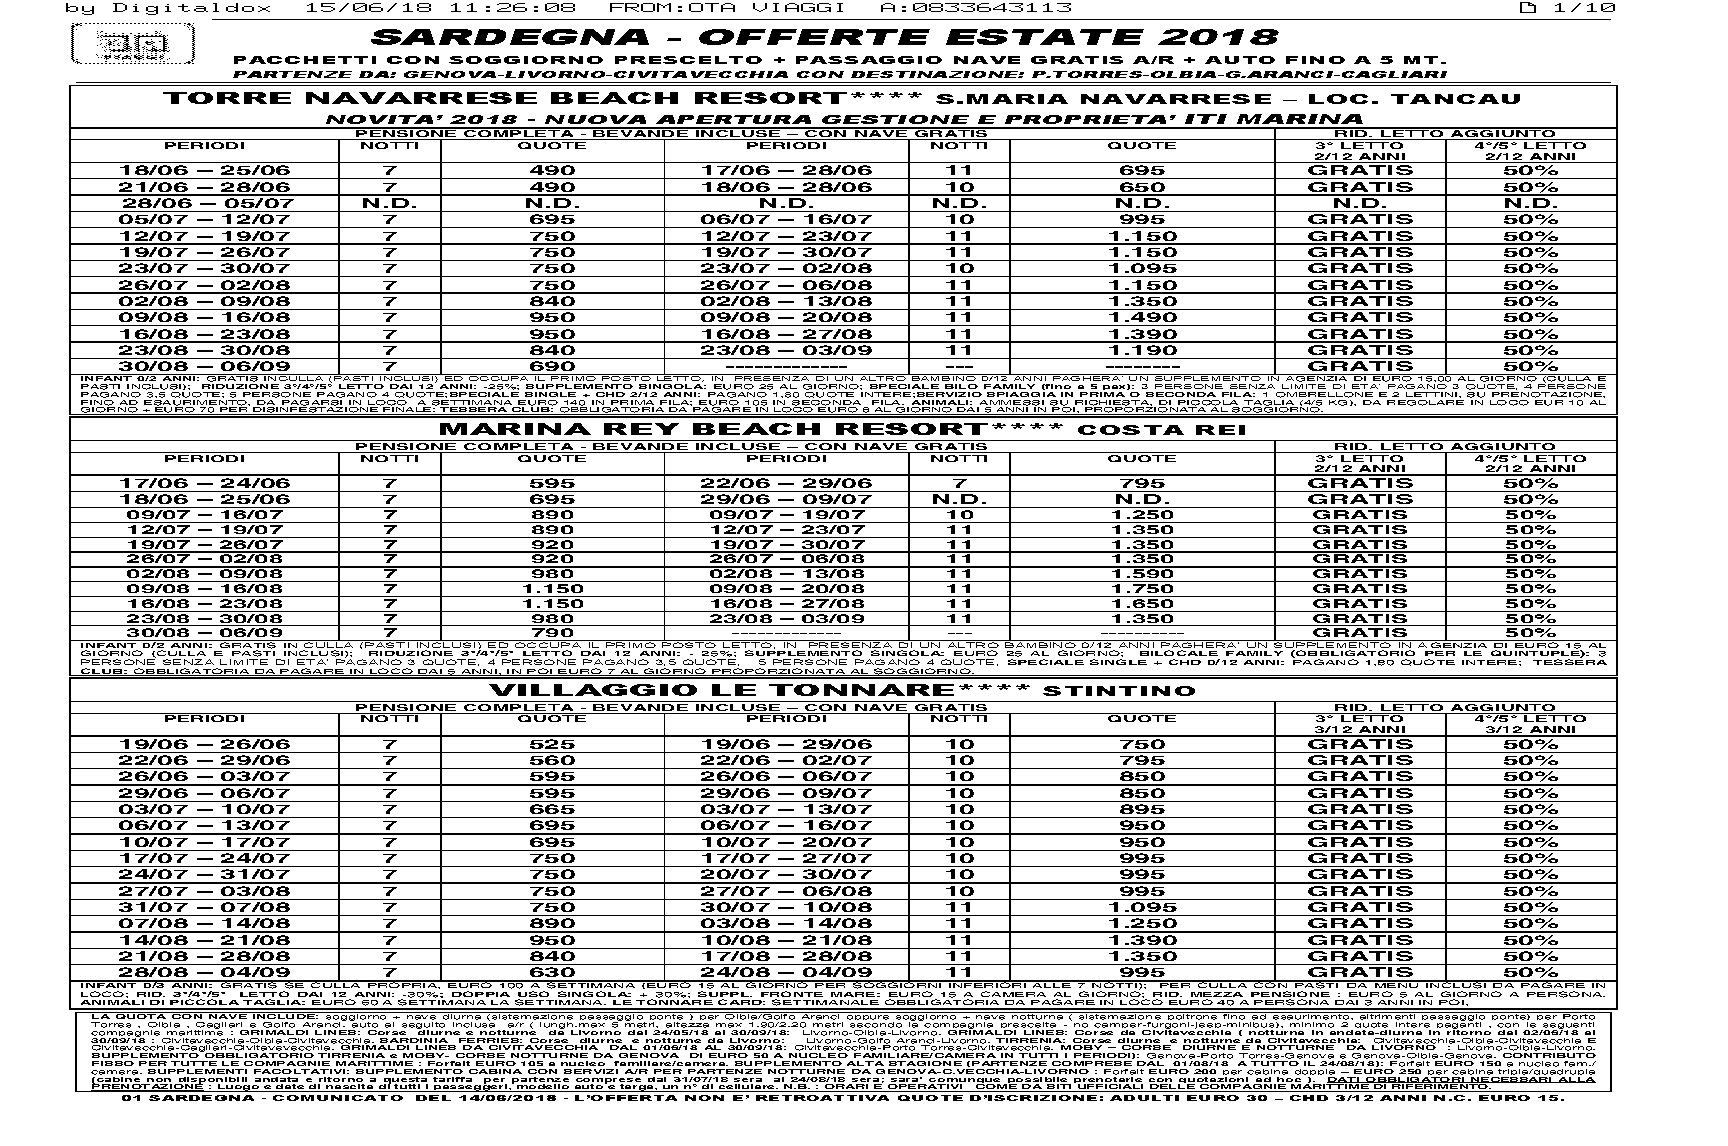 by Digitaldox 15/06/18 11:26:08 FROM:OTA VIAGGI A:0833643113 1/10
SARDEGNA - OFFERTE ESTATE 2018
PACCHETTI CON SOGGIORNO PRESCELTO + PASSAGGIO NAVE GRATIS A/R + AUTO FINO A 5 MT.
PARTENZE DA: GENOVA-LIVORNO-CIVITAVECCHIA CON DESTINAZIONE: P.TORRES-OLBIA-G.ARANCI-CAGLIARI
TORRE NAVARRESE BEACH RESORT**** S.MARIA NAVARRESE – LOC. TANCAU
NOVITA' 2018 - NUOVA APERTURA GESTIONE E PROPRIETA' ITI MARINA
PENSIONE COMPLETA - BEVANDE INCLUSE – CON NAVE GRATIS RID. LETTO AGGIUNTO
PERIODI NOTTI QUOTE PERIODI NOTTI QUOTE 3° LETTO 4°/5° LETTO
2/12 ANNI 2/12 ANNI
18/06 – 25/06 7 490 17/06 – 28/06 11 695 GRATIS 50%
21/06 – 28/06 7 490 18/06 – 28/06 10 650 GRATIS 50%
28/06 – 05/07 N.D. N.D. N.D. N.D. N.D. N.D. N.D.
05/07 – 12/07 7 695 06/07 – 16/07 10 995 GRATIS 50%
12/07 – 19/07 7 750 12/07 – 23/07 11 1.150 GRATIS 50%
19/07 – 26/07 7 750 19/07 – 30/07 11 1.150 GRATIS 50%
23/07 – 30/07 7 750 23/07 – 02/08 10 1.095 GRATIS 50%
26/07 – 02/08 7 750 26/07 – 06/08 11 1.150 GRATIS 50%
02/08 – 09/08 7 840 02/08 – 13/08 11 1.350 GRATIS 50%
09/08 – 16/08 7 950 09/08 – 20/08 11 1.490 GRATIS 50%
16/08 – 23/08 7 950 16/08 – 27/08 11 1.390 GRATIS 50%
23/08 – 30/08 7 840 23/08 – 03/09 11 1.190 GRATIS 50%
30/08 – 06/09 7 690 -------------- --- -------- GRATIS 50%
INFANT 0/2 ANNI: GRATIS IN CULLA (PASTI INCLUSI) ED OCCUPA IL PRIMO POSTO LETTO, IN PRESENZA DI UN ALTRO BAMBINO 0/12 ANNI PAGHERA' UN SUPPLEMENTO IN AGENZIA DI EURO 15,00 AL GIORNO (CULLA E
PASTI INCLUSI); RIDUZIONE 3°/4°/5° LETTO DAI 12 ANNI: -25%; SUPPLEMENTO SINGOLA: EURO 25 AL GIORNO; SPECIALE BILO FAMILY (fino a 5 pax): 3 PERSONE SENZA LIMITE DI ETA' PAGANO 3 QUOTE, 4 PERSONE
PAGANO 3,5 QUOTE; 5 PERSONE PAGANO 4 QUOTE;SPECIALE SINGLE + CHD 2/12 ANNI: PAGANO 1,80 QUOTE INTERE;SERVIZIO SPIAGGIA IN PRIMA O SECONDA FILA: 1 OMBRELLONE E 2 LETTINI, SU PRENOTAZIONE,
FINO AD ESAURIMENTO, DA PAGARE IN LOCO, A SETTIMANA EURO 140 IN PRIMA FILA; EURO 105 IN SECONDA FILA. ANIMALI: AMMESSI SU RICHIESTA, DI PICCOLA TAGLIA (4/5 KG), DA REGOLARE IN LOCO EUR 10 AL
GIORNO + EURO 70 PER DISINFESTAZIONE FINALE; TESSERA CLUB: OBBLIGATORIA DA PAGARE IN LOCO EURO 6 AL GIORNO DAI 5 ANNI IN POI, PROPORZIONATA AL SOGGIORNO.
MARINA REY BEACH RESORT**** COSTA REI
PENSIONE COMPLETA - BEVANDE INCLUSE – CON NAVE GRATIS RID. LETTO AGGIUNTO
PERIODI NOTTI QUOTE PERIODI NOTTI QUOTE 3° LETTO 4°/5° LETTO
2/12 ANNI 2/12 ANNI
17/06 – 24/06 7 595 22/06 – 29/06 7 795 GRATIS 50%
18/06 – 25/06 7 695 29/06 – 09/07 N.D. N.D. GRATIS 50%
09/07 – 16/07 7 890 09/07 – 19/07 10 1.250 GRATIS 50%
12/07 – 19/07 7 890 12/07 – 23/07 11 1.350 GRATIS 50%
19/07 – 26/07 7 920 19/07 – 30/07 11 1.350 GRATIS 50%
26/07 – 02/08 7 920 26/07 – 06/08 11 1.350 GRATIS 50%
02/08 – 09/08 7 980 02/08 – 13/08 11 1.590 GRATIS 50%
09/08 – 16/08 7 1.150 09/08 – 20/08 11 1.750 GRATIS 50%
16/08 – 23/08 7 1.150 16/08 – 27/08 11 1.650 GRATIS 50%
23/08 – 30/08 7 980 23/08 – 03/09 11 1.350 GRATIS 50%
30/08 – 06/09 7 790 ------------- --- ---------- GRATIS 50%
INFANT 0/2 ANNI: GRATIS IN CULLA (PASTI INCLUSI) ED OCCUPA IL PRIMO POSTO LETTO, IN PRESENZA DI UN ALTRO BAMBINO 0/12 ANNI PAGHERA' UN SUPPLEMENTO IN AGENZIA DI EURO 15 AL
GIORNO (CULLA E PASTI INCLUSI); RIDUZIONE 3°/4°/5° LETTO DAI 12 ANNI: - 25%; SUPPLEMENTO SINGOLA: EURO 25 AL GIORNO; BILOCALE FAMILY (OBBLIGATORIO PER LE QUINTUPLE): 3
PERSONE SENZA LIMITE DI ETA' PAGANO 3 QUOTE, 4 PERSONE PAGANO 3,5 QUOTE, 5 PERSONE PAGANO 4 QUOTE, SPECIALE SINGLE + CHD 0/12 ANNI: PAGANO 1,80 QUOTE INTERE; TESSERA
CLUB: OBBLIGATORIA DA PAGARE IN LOCO DAI 5 ANNI, IN POI EURO 7 AL GIORNO PROPORZIONATA AL SOGGIORNO.
VILLAGGIO LE TONNARE**** STINTINO
PENSIONE COMPLETA - BEVANDE INCLUSE – CON NAVE GRATIS RID. LETTO AGGIUNTO
PERIODI NOTTI QUOTE PERIODI NOTTI QUOTE 3° LETTO 4°/5° LETTO
3/12 ANNI 3/12 ANNI
19/06 – 26/06 7 525 19/06 – 29/06 10 750 GRATIS 50%
22/06 – 29/06 7 560 22/06 – 02/07 10 795 GRATIS 50%
26/06 – 03/07 7 595 26/06 – 06/07 10 850 GRATIS 50%
29/06 – 06/07 7 595 29/06 – 09/07 10 850 GRATIS 50%
03/07 – 10/07 7 665 03/07 – 13/07 10 895 GRATIS 50%
06/07 – 13/07 7 695 06/07 – 16/07 10 950 GRATIS 50%
10/07 – 17/07 7 695 10/07 – 20/07 10 950 GRATIS 50%
17/07 – 24/07 7 750 17/07 – 27/07 10 995 GRATIS 50%
24/07 – 31/07 7 750 20/07 – 30/07 10 995 GRATIS 50%
27/07 – 03/08 7 750 27/07 – 06/08 10 995 GRATIS 50%
31/07 – 07/08 7 750 30/07 – 10/08 11 1.095 GRATIS 50%
07/08 – 14/08 7 890 03/08 – 14/08 11 1.250 GRATIS 50%
14/08 – 21/08 7 950 10/08 – 21/08 11 1.390 GRATIS 50%
21/08 – 28/08 7 840 17/08 – 28/08 11 1.350 GRATIS 50%
28/08 – 04/09 7 630 24/08 – 04/09 11 995 GRATIS 50%
INFANT 0/3 ANNI: GRATIS SE CULLA PROPRIA, EURO 100 A SETTIMANA (EURO 15 AL GIORNO PER SOGGIORNI INFERIORI ALLE 7 NOTTI); PER CULLA CON PASTI DA MENU INCLUSI DA PAGARE IN
LOCO; RID. 3°/4°/5° LETTO DAI 12 ANNI: -30%; DOPPIA USO SINGOLA: + 30%; SUPPL. FRONTE MARE: EURO 15 A CAMERA AL GIORNO; RID. MEZZA PENSIONE : EURO 5 AL GIORNO A PERSONA.
ANIMALI DI PICCOLA TAGLIA: EURO 50 A SETTIMANA LA SETTIMANA. LE TONNARE CARD: SETTIMANALE OBBLIGATORIA DA PAGARE IN LOCO EURO 40 A PERSONA DAI 3 ANNI IN POI.
LA QUOTA CON NAVE INCLUDE: soggiorno + nave diurna (sistemazione passaggio ponte ) per Olbia/Golfo Aranci oppure soggiorno + nave notturna ( sistemazione poltrone fino ad esaurimento, altrimenti passaggio ponte) per Porto
Torres , Olbia , Cagliari e Golfo Aranci. auto al seguito inclusa a/r ( lungh.max 5 metri, altezza max 1.90/2.20 metri secondo la compagnia prescelta - no camper-furgoni-jeep-minibus), minimo 2 quote intere paganti , con le seguenti
compagnie marittime : GRIMALDI LINES: Corse diurne e notturne da Livorno dal 24/05/18 al 30/09/18: Livorno-Olbia-Livorno. GRIMALDI LINES: Corse diurne da Civitavecchia ( notturne in andata-diurna in ritorno dal 02/06/18 al
30/09/18 : Civitavecchia-Olbia-Civitavecchia. SARDINIA FERRIES: Corse diurne e notturne da Livorno: Livorno-Golfo Aranci-Livorno. TIRRENIA: Corse diurne e notturne da Civitavecchia: Civitavecchia-Olbia-Civitavecchia E
Civitavecchia-Cagliari-Civitavevecchia. GRIMALDI LINES DA CIVITAVECCHIA DAL 01/06/18 AL 30/09/18: Civitavecchia-Porto Torres-Civitavecchia. MOBY – CORSE DIURNE E NOTTURNE DA LIVORNO : Livorno-Olbia-Livorno.
SUPPLEMENTO OBBLIGATORIO TIRRENIA e MOBY- CORSE NOTTURNE DA GENOVA DI EURO 50 A NUCLEO FAMILIARE/CAMERA IN TUTTI I PERIODI): Genova-Porto Torres-Genova e Genova-Olbia-Genova. CONTRIBUTO
FISSO PER TUTTE LE COMPAGNIE MARITTIME : Forfait EURO 105 a nucleo familiare/camera. SUPPLEMENTO ALTA STAGIONE (PARTENZE COMPRESE DAL 01/08/18 A TUTTO IL 24/08/18): Forfait EURO 150 a nucleo fam./
camera. SUPPLEMENTI FACOLTATIVI: SUPPLEMENTO CABINA CON SERVIZI A/R PER PARTENZE NOTTURNE DA GENOVA-C.VECCHIA-LIVORNO : Forfait EURO 200 per cabina doppia – EURO 250 per cabina tripla/quadrupla
(cabine non disponibili andata e ritorno a questa tariffa per partenze comprese dal 31/07/18 sera al 24/08/18 sera; sara' comunque possibile prenotarle con quotazioni ad hoc ). DATI OBBLIGATORI NECESSARI ALLA
PRENOTAZIONE : Luogo e data di nascita di tutti i passeggeri, modello auto e targa, un n° di cellulare. N.B. : ORARI E OPERATIVI COME DA SITI UFFICIALI DELLE COMPAGNIE MARITTIME DI RIFERIMENTO.
01 SARDEGNA - COMUNICATO DEL 14/06/2018 - L'OFFERTA NON E' RETROATTIVA QUOTE D'ISCRIZIONE: ADULTI EURO 30 – CHD 3/12 ANNI N.C. EURO 15.